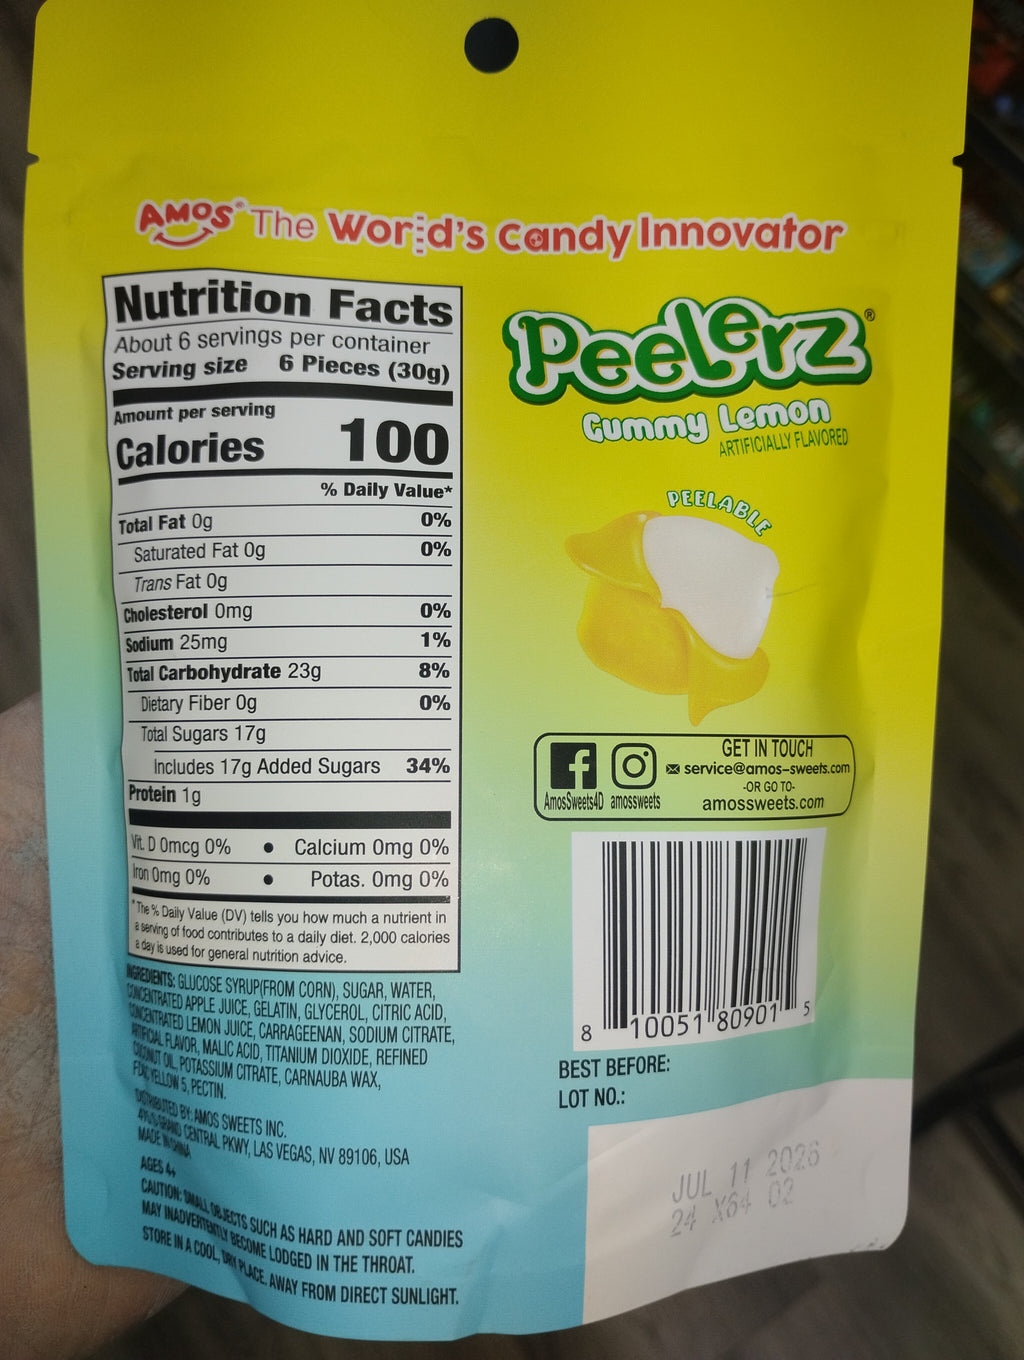 AMOS® The World's Candy Innovator
Nutrition Facts
About 6 servings per container
Serving size 6 Pieces (30g)
Amount per serving
Calories 100
% Daily Value*
Total Fat 0g 0%
Saturated Fat 0g 0%
Trans Fat 0g
Cholesterol 0mg 0%
Sodium 25mg 1%
Total Carbohydrate 23g 8%
Dietary Fiber 0g 0%
Total Sugars 17g
Includes 17g Added Sugars 34%
Protein 1g
Vit. D 0mcg 0% • Calcium 0mg 0%
Iron 0mg 0% • Potas. 0mg 0%
*The % Daily Value (DV) tells you how much a nutrient in
a serving of food contributes to a daily diet. 2,000 calories
a day is used for general nutrition advice.
INGREDIENTS: GLUCOSE SYRUP(FROM CORN), SUGAR, WATER,
CONCENTRATED APPLE JUICE, GELATIN, GLYCEROL, CITRIC ACID,
CONCENTRATED LEMON JUICE, CARRAGEENAN, SODIUM CITRATE,
ARTIFICIAL FLAVOR, MALIC ACID, TITANIUM DIOXIDE, REFINED
COCONUT OIL, POTASSIUM CITRATE, CARNAUBA WAX,
YELLOW 5, PECTIN.
DISTRIBUTED BY: AMOS SWEETS INC.
GRAND CENTRAL PKWY, LAS VEGAS, NV 89106, USA
MADE IN CHINA
AGES 4+
CAUTION: SMALL OBJECTS SUCH AS HARD AND SOFT CANDIES
MAY INADVERTENTLY BECOME LODGED IN THE THROAT.
STORE IN A COOL, DRY PLACE. AWAY FROM DIRECT SUNLIGHT.
Peelerz®
Gummy Lemon
ARTIFICIALLY FLAVORED
PEELABLE
AmosSweets4D amossweets
GET IN TOUCH
service@amos-sweets.com
-OR GO TO-
amossweets.com
8 10051 80901 5
BEST BEFORE:
LOT NO.:
JUL 11 2026
24 X64 02